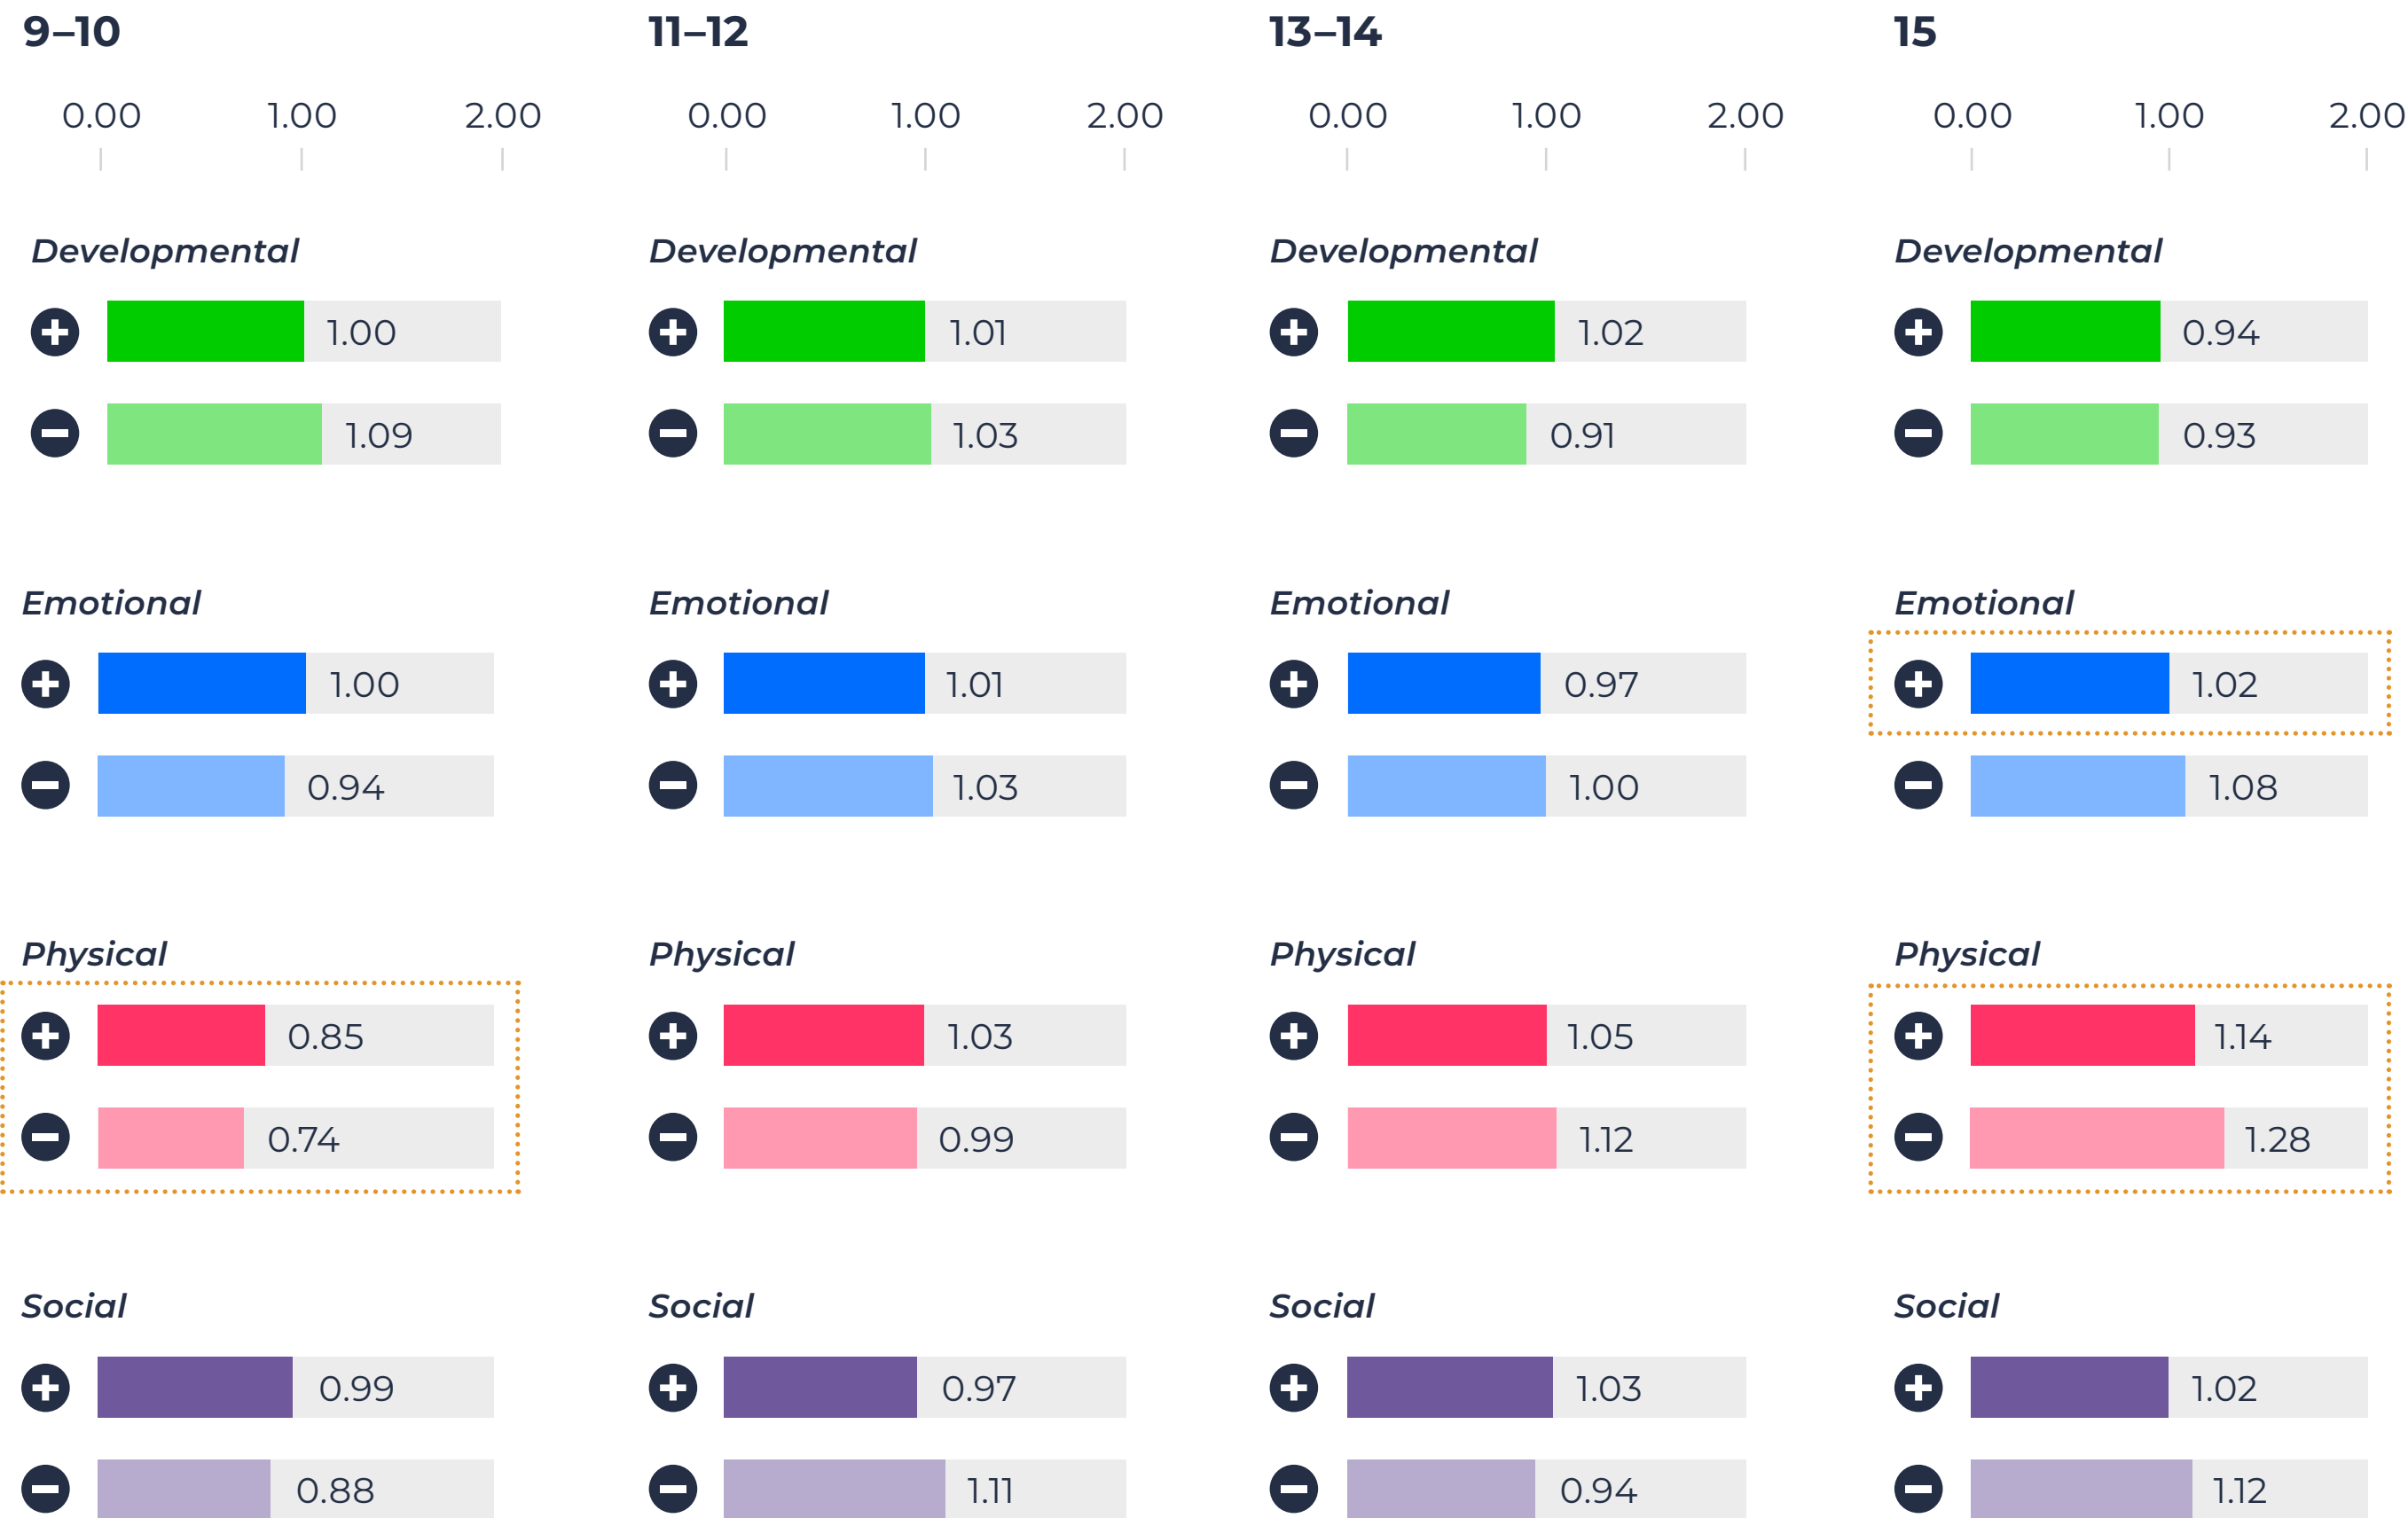 9–10 11–12 13–14 15
0.00 1.00 2.00 0.00 1.00 2.00 0.00 1.00 2.00 0.00 1.00 2.00
Developmental Developmental Developmental Developmental
+ 1.00 + 1.01 + 1.02 + 0.94
− 1.09 − 1.03 − 0.91 − 0.93
Emotional Emotional Emotional Emotional
+ 1.00 + 1.01 + 0.97 + 1.02
− 0.94 − 1.03 − 1.00 − 1.08
Physical Physical Physical Physical
+ 0.85 + 1.03 + 1.05 + 1.14
− 0.74 − 0.99 − 1.12 − 1.28
Social Social Social Social
+ 0.99 + 0.97 + 1.03 + 1.02
− 0.88 − 1.11 − 0.94 − 1.12